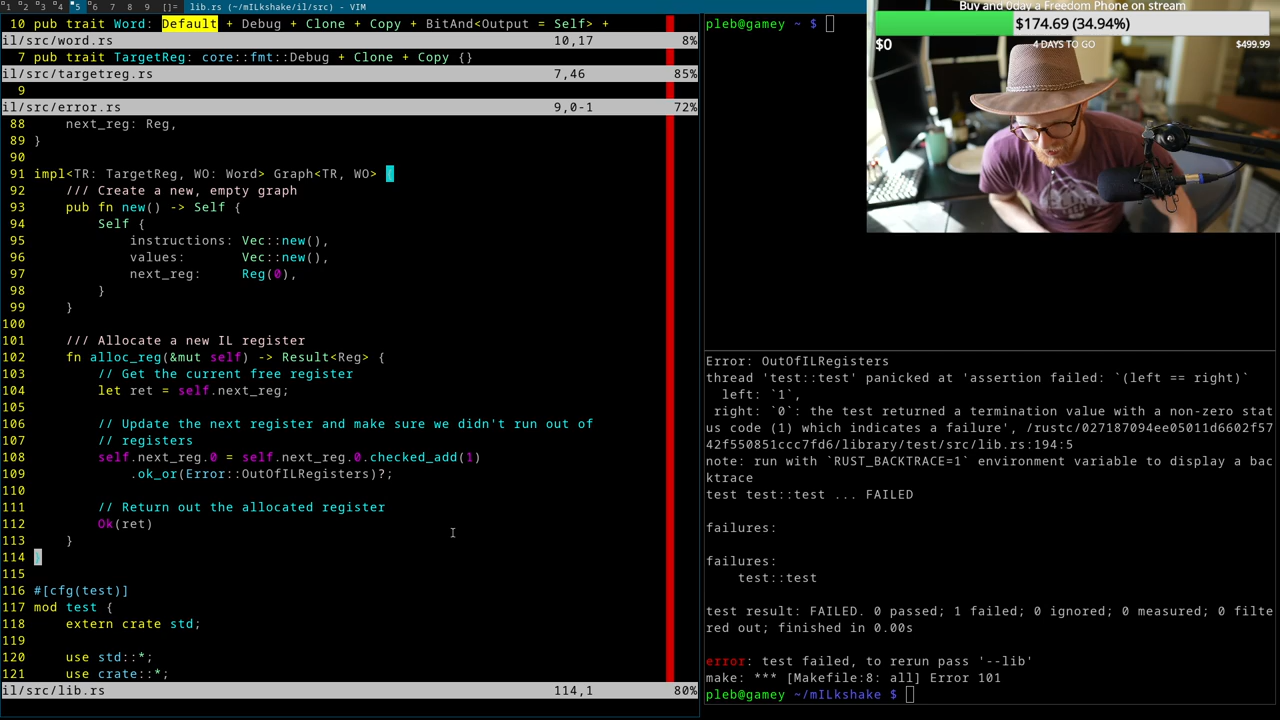 1 2 3 4 5 6 7 8 9 []= lib.rs (~/mILkshake/il/src) - VIM
10 pub trait Word: Default + Debug + Clone + Copy + BitAnd<Output = Self> +
il/src/word.rs 10,17 8%
7 pub trait TargetReg: core::fmt::Debug + Clone + Copy {}
il/src/targetreg.rs 7,46 85%
9
il/src/error.rs 9,0-1 72%
88 next_reg: Reg,
89 }
90
91 impl<TR: TargetReg, WO: Word> Graph<TR, WO> {
92 /// Create a new, empty graph
93 pub fn new() -> Self {
94 Self {
95 instructions: Vec::new(),
96 values: Vec::new(),
97 next_reg: Reg(0),
98 }
99 }
100
101 /// Allocate a new IL register
102 fn alloc_reg(&mut self) -> Result<Reg> {
103 // Get the current free register
104 let ret = self.next_reg;
105
106 // Update the next register and make sure we didn't run out of
107 // registers
108 self.next_reg.0 = self.next_reg.0.checked_add(1)
109 .ok_or(Error::OutOfILRegisters)?;
110
111 // Return out the allocated register
112 Ok(ret)
113 }
114 }
115
116 #[cfg(test)]
117 mod test {
118 extern crate std;
119
120 use std::*;
121 use crate::*;
il/src/lib.rs 114,1 80%
pleb@gamey ~ $
Buy and 0day a Freedom Phone on stream
$174.69 (34.94%)
$0 4 DAYS TO GO $499.99
Error: OutOfILRegisters
thread 'test::test' panicked at 'assertion failed: `(left == right)`
left: `1`,
right: `0`: the test returned a termination value with a non-zero stat
us code (1) which indicates a failure', /rustc/027187094ee05011d6602f57
42f550851ccc7fd6/library/test/src/lib.rs:194:5
note: run with `RUST_BACKTRACE=1` environment variable to display a bac
ktrace
test test::test ... FAILED
failures:
failures:
test::test
test result: FAILED. 0 passed; 1 failed; 0 ignored; 0 measured; 0 filte
red out; finished in 0.00s
error: test failed, to rerun pass '--lib'
make: *** [Makefile:8: all] Error 101
pleb@gamey ~/mILkshake $